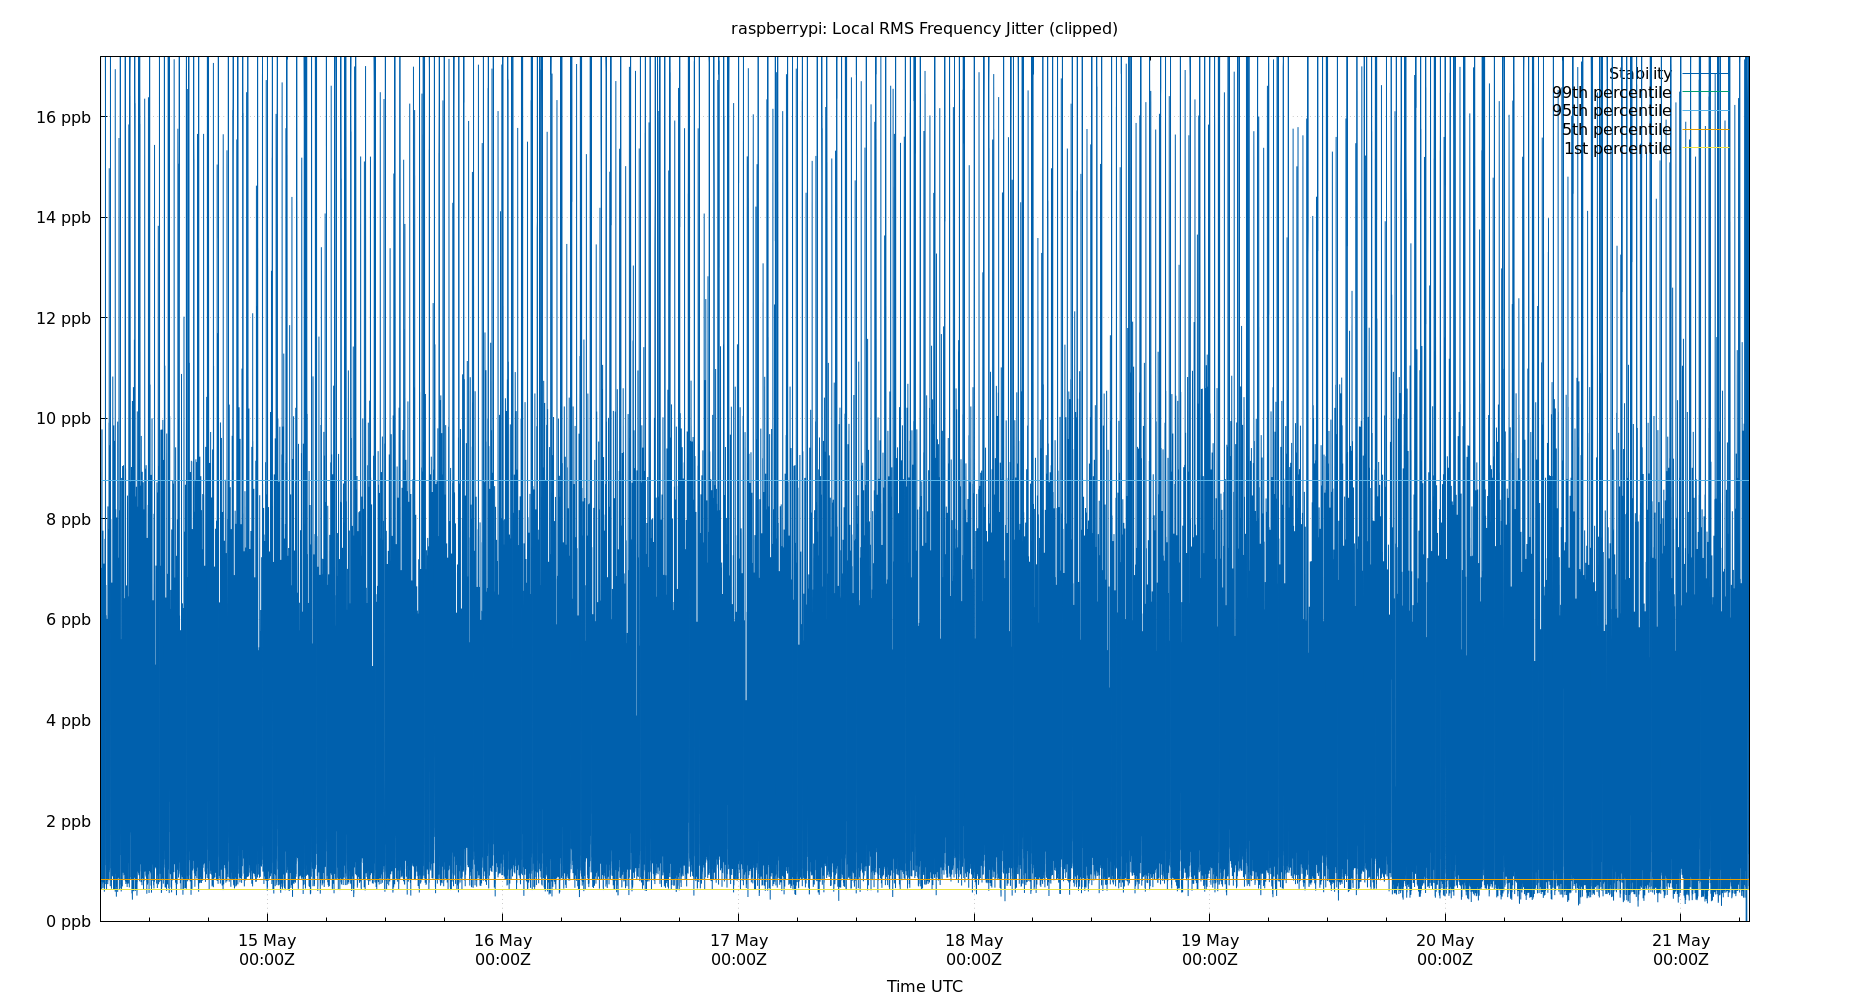 raspberrypi: Local RMS Frequency Jitter (clipped)
Stability
99th percentile
95th percentile
5th percentile
1st percentile
16 ppb
14 ppb
12 ppb
10 ppb
8 ppb
6 ppb
4 ppb
2 ppb
0 ppb
15 May 16 May 17 May 18 May 19 May 20 May 21 May
00:00Z 00:00Z 00:00Z 00:00Z 00:00Z 00:00Z 00:00Z
Time UTC